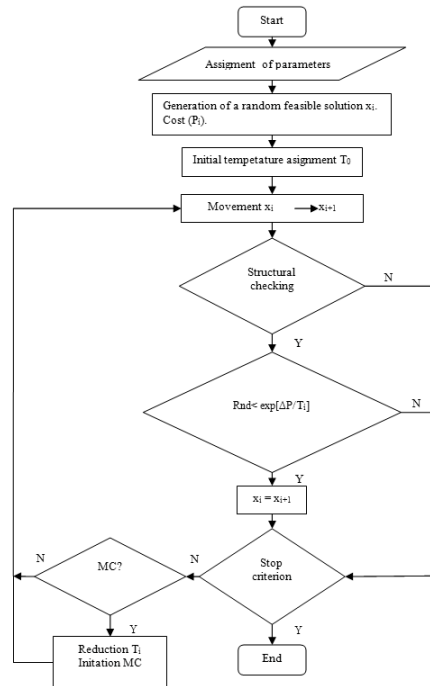 Start
Assigment of parameters
Generation of a random feasible solution xi.
Cost (Pi).
Initial tempetature asignment T0
Movement xi → xi+1
Structural
checking
N
Y
Rnd< exp[ΔP/Ti]
N
Y
xi = xi+1
Stop
criterion
N
MC?
N
Y
Y
Reduction Ti
Initation MC
End